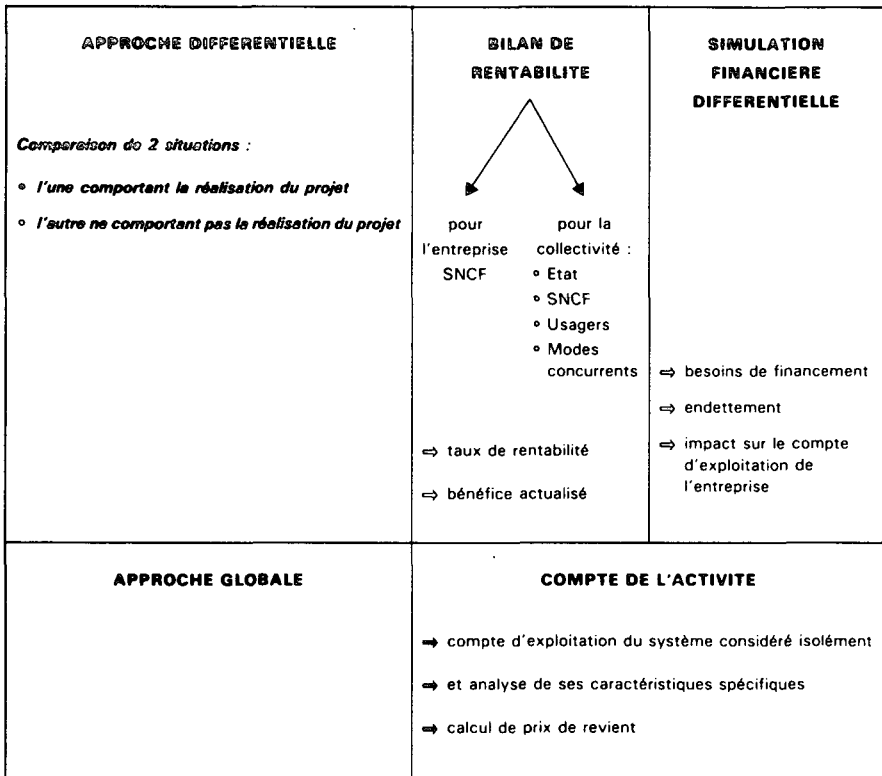 APPROCHE DIFFERENTIELLE
Comparaison de 2 situations :
• l'une comportant la réalisation du projet
• l'autre ne comportant pas la réalisation du projet
BILAN DE
RENTABILITE
pour
l'entreprise
SNCF
pour la
collectivité :
• Etat
• SNCF
• Usagers
• Modes
concurrents
⇨ taux de rentabilité
⇨ bénéfice actualisé
SIMULATION
FINANCIERE
DIFFERENTIELLE
⇨ besoins de financement
⇨ endettement
⇨ impact sur le compte
d'exploitation de
l'entreprise
APPROCHE GLOBALE
COMPTE DE L'ACTIVITE
➡ compte d'exploitation du système considéré isolément
➡ et analyse de ses caractéristiques spécifiques
➡ calcul de prix de revient